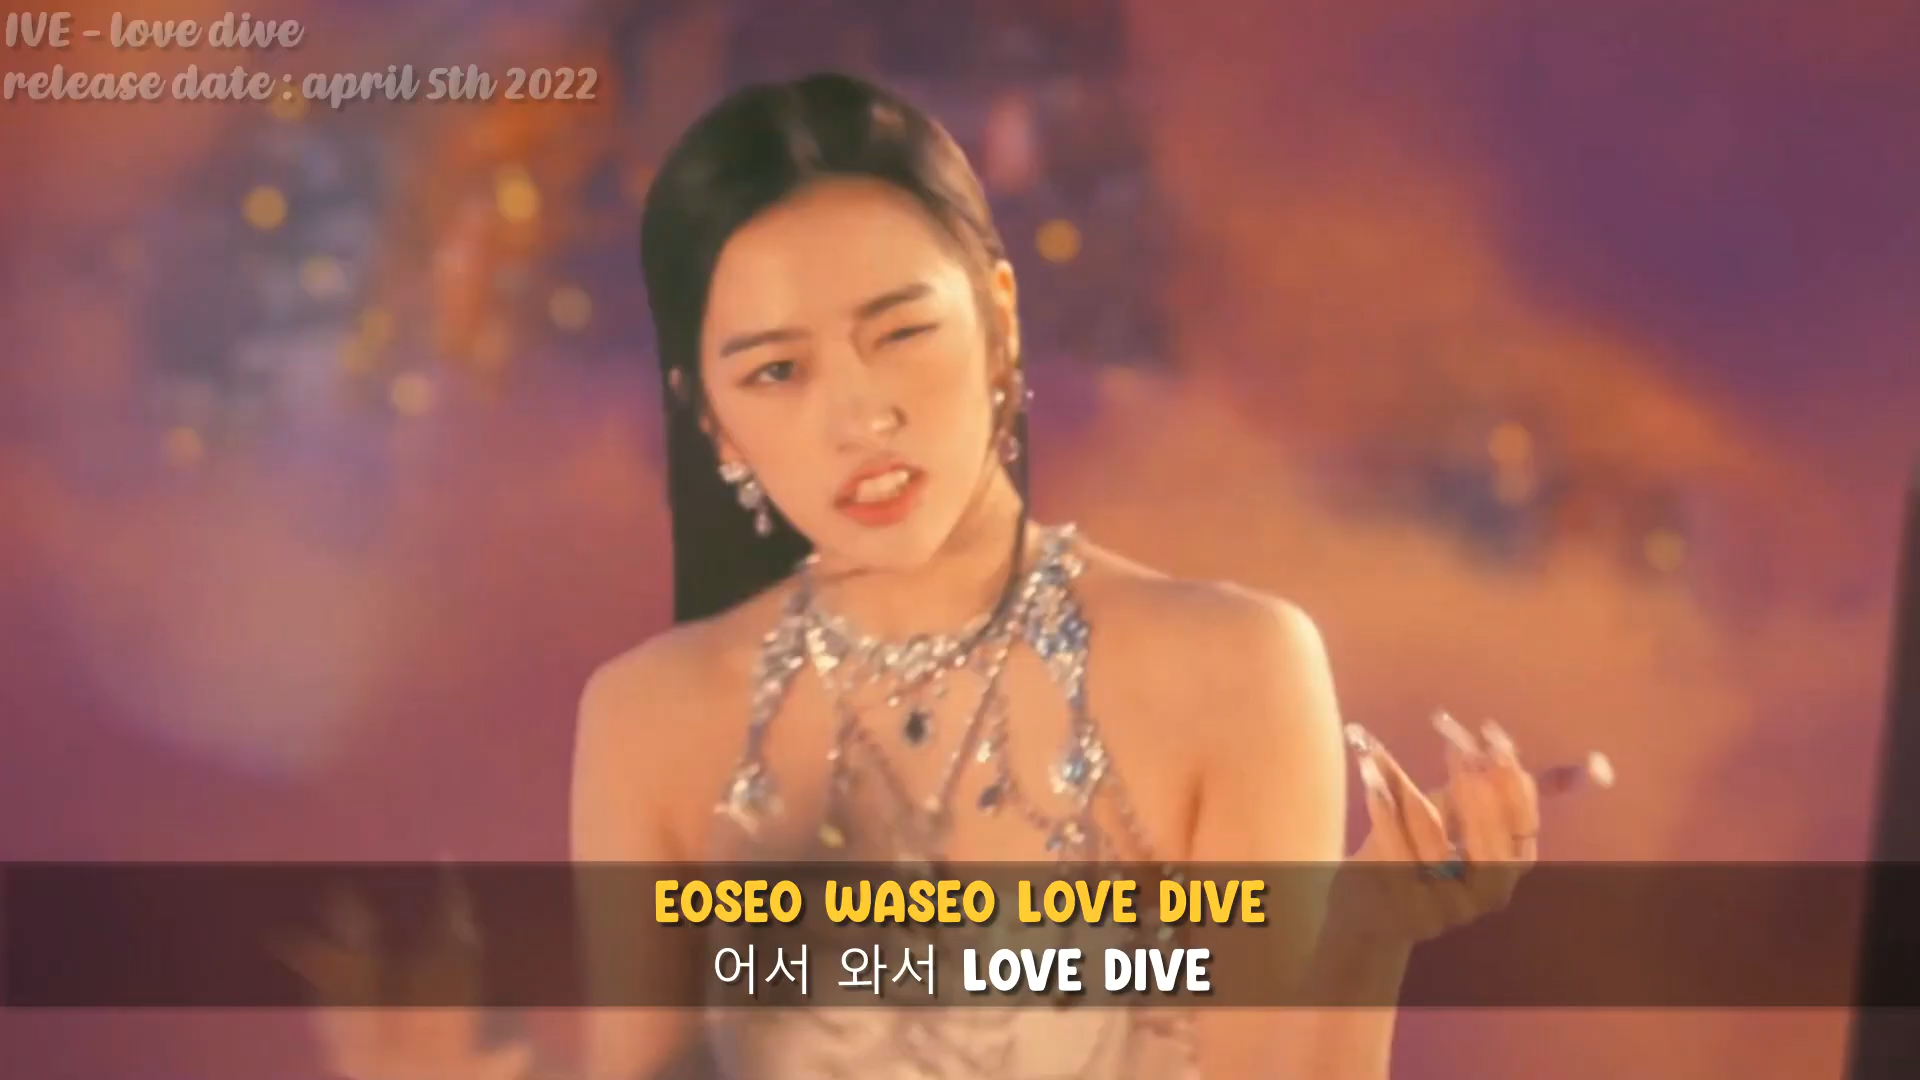 IVE - love dive
release date : april 5th 2022
EOSEO WASEO LOVE DIVE
어서 와서 LOVE DIVE